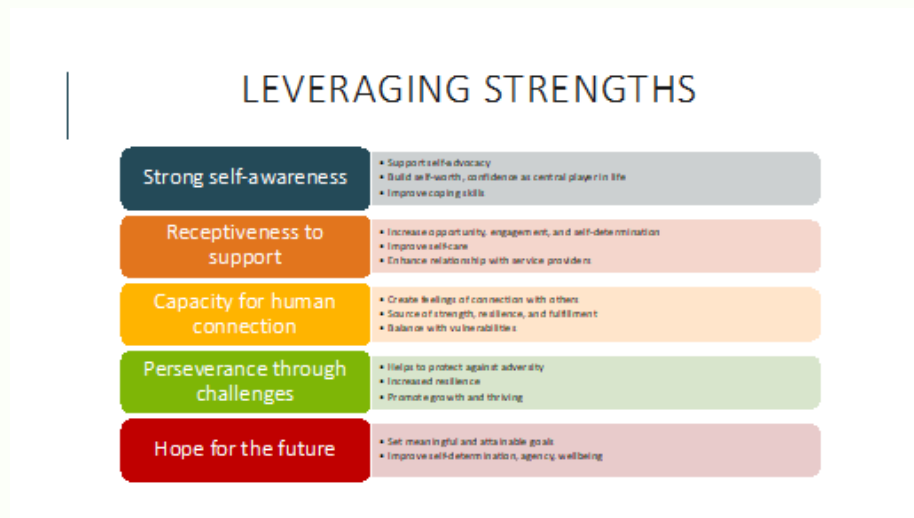 LEVERAGING STRENGTHS
Strong self-awareness
• Support self-advocacy
• Build self-worth, confidence as central player in life
• Improve coping skills
Receptiveness to
support
• Increase opportunity, engagement, and self-determination
• Improve self-care
• Enhance relationship with service providers
Capacity for human
connection
• Create feelings of connection with others
• Source of strength, resilience, and fulfillment
• Balance with vulnerabilities
Perseverance through
challenges
• Helps to protect against adversity
• Increased resilience
• Promote growth and thriving
Hope for the future
• Set meaningful and attainable goals
• Improve self-determination, agency, wellbeing